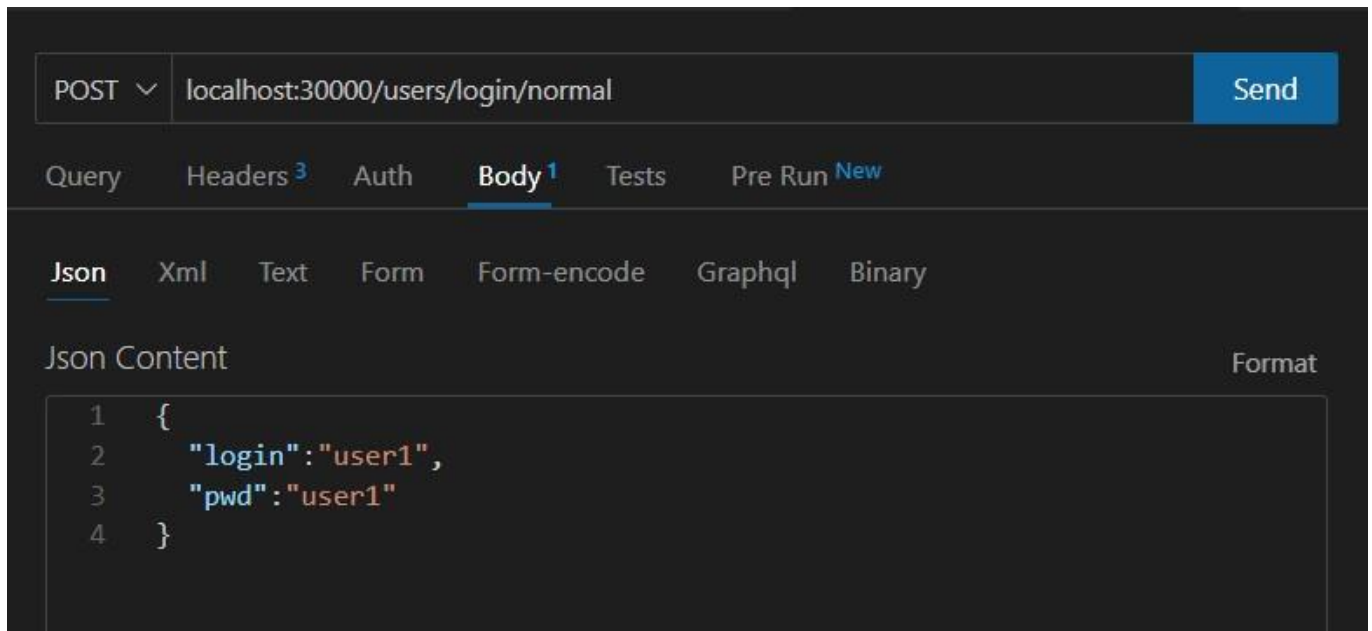 POST localhost:30000/users/login/normal Send
Query Headers 3 Auth Body 1 Tests Pre Run New
Json Xml Text Form Form-encode Graphql Binary
Json Content Format
1 {
2 "login":"user1",
3 "pwd":"user1"
4 }